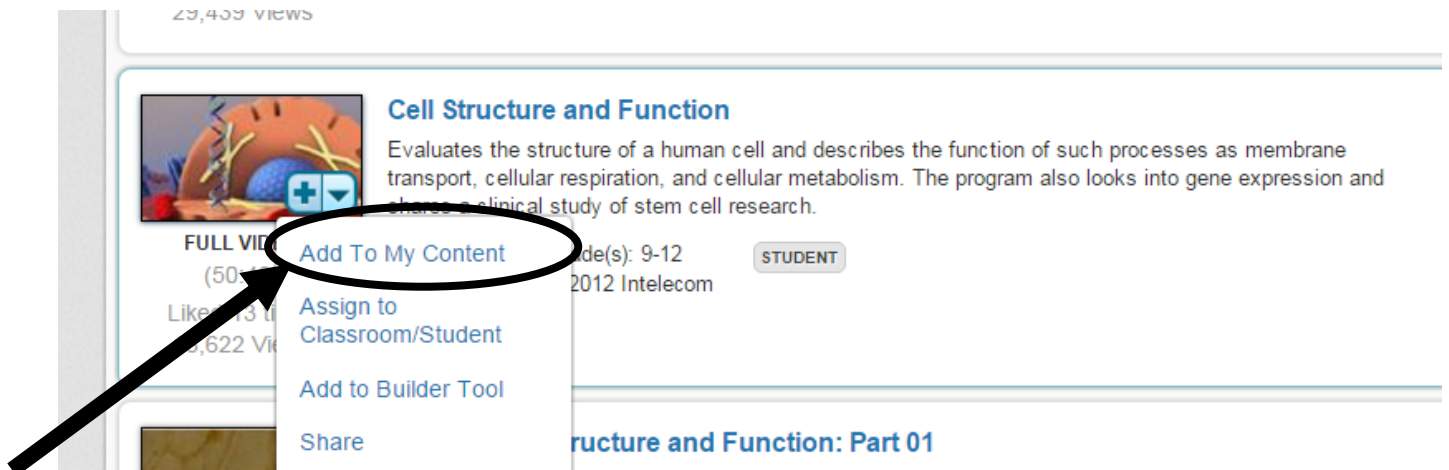 29,439 Views
Cell Structure and Function
Evaluates the structure of a human cell and describes the function of such processes as membrane
transport, cellular respiration, and cellular metabolism. The program also looks into gene expression and
shares a clinical study of stem cell research.
FULL
(50:
Add To My Content
9-12
STUDENT
2012 Intelecom
Assign to
Classroom/Student
Add to Builder Tool
Share
and Function: Part 01